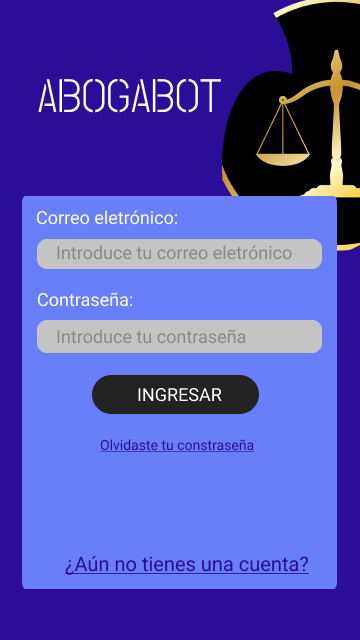 ABOGABOT
Correo eletrónico:
Introduce tu correo eletrónico
Contraseña:
Introduce tu contraseña
INGRESAR
Olvidaste tu constraseña
¿Aún no tienes una cuenta?